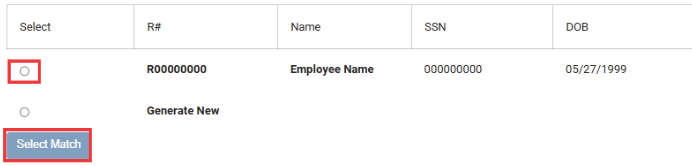 Select R# Name SSN DOB
R00000000 Employee Name 000000000 05/27/1999
Generate New
Select Match